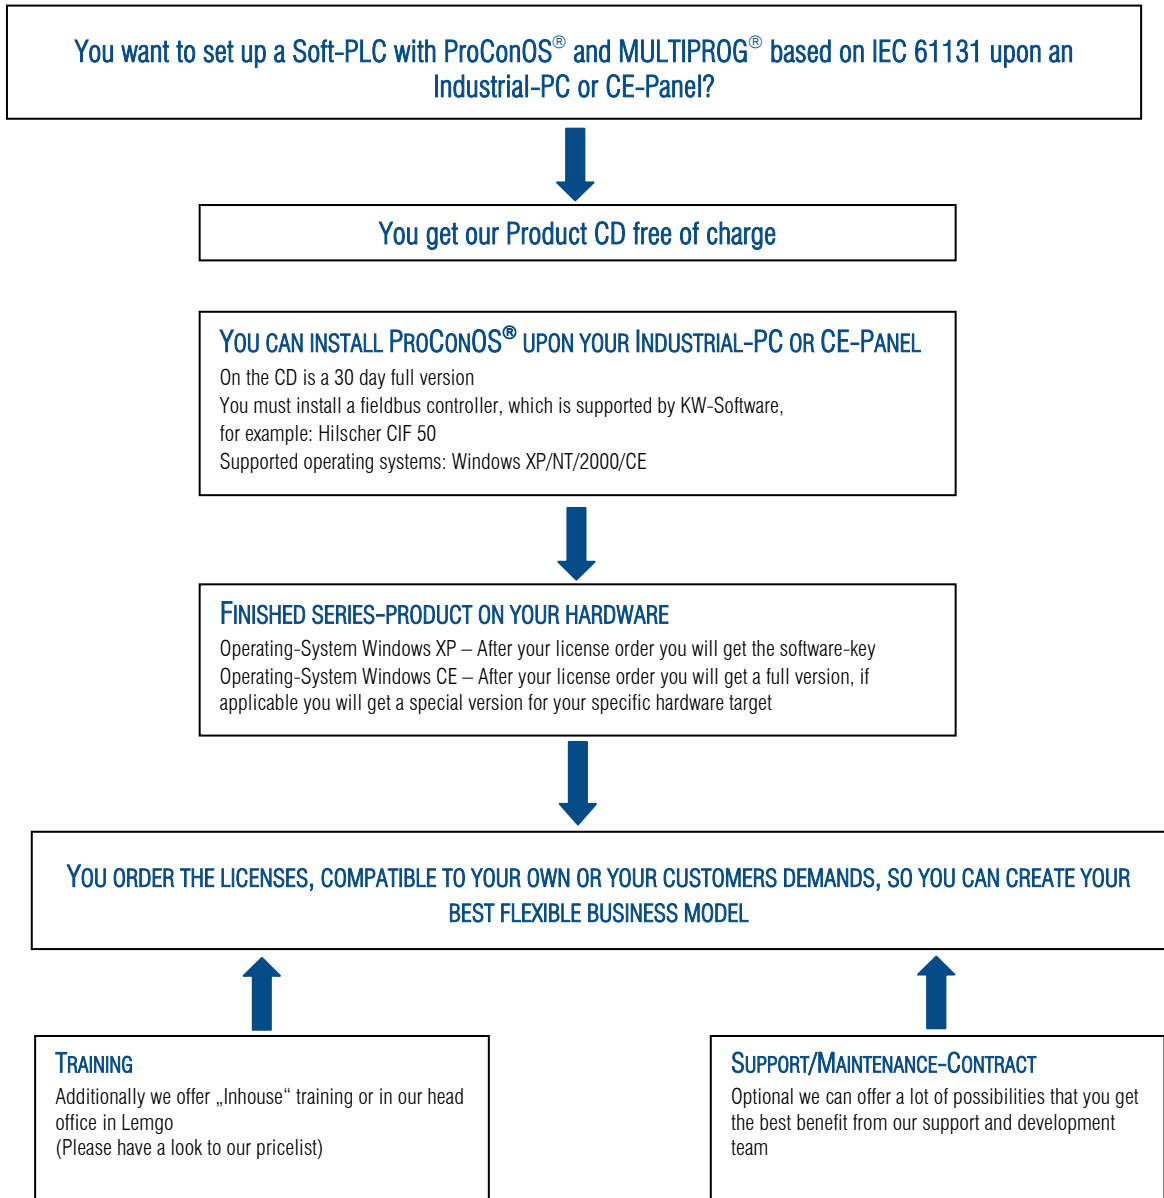 You want to set up a Soft-PLC with ProConOS® and MULTIPROG® based on IEC 61131 upon an
Industrial-PC or CE-Panel?
You get our Product CD free of charge
YOU CAN INSTALL PROCONOS® UPON YOUR INDUSTRIAL-PC OR CE-PANEL
On the CD is a 30 day full version
You must install a fieldbus controller, which is supported by KW-Software,
for example: Hilscher CIF 50
Supported operating systems: Windows XP/NT/2000/CE
FINISHED SERIES-PRODUCT ON YOUR HARDWARE
Operating-System Windows XP – After your license order you will get the software-key
Operating-System Windows CE – After your license order you will get a full version, if
applicable you will get a special version for your specific hardware target
YOU ORDER THE LICENSES, COMPATIBLE TO YOUR OWN OR YOUR CUSTOMERS DEMANDS, SO YOU CAN CREATE YOUR
BEST FLEXIBLE BUSINESS MODEL
TRAINING
Additionally we offer „Inhouse“ training or in our head
office in Lemgo
(Please have a look to our pricelist)
SUPPORT/MAINTENANCE-CONTRACT
Optional we can offer a lot of possibilities that you get
the best benefit from our support and development
team